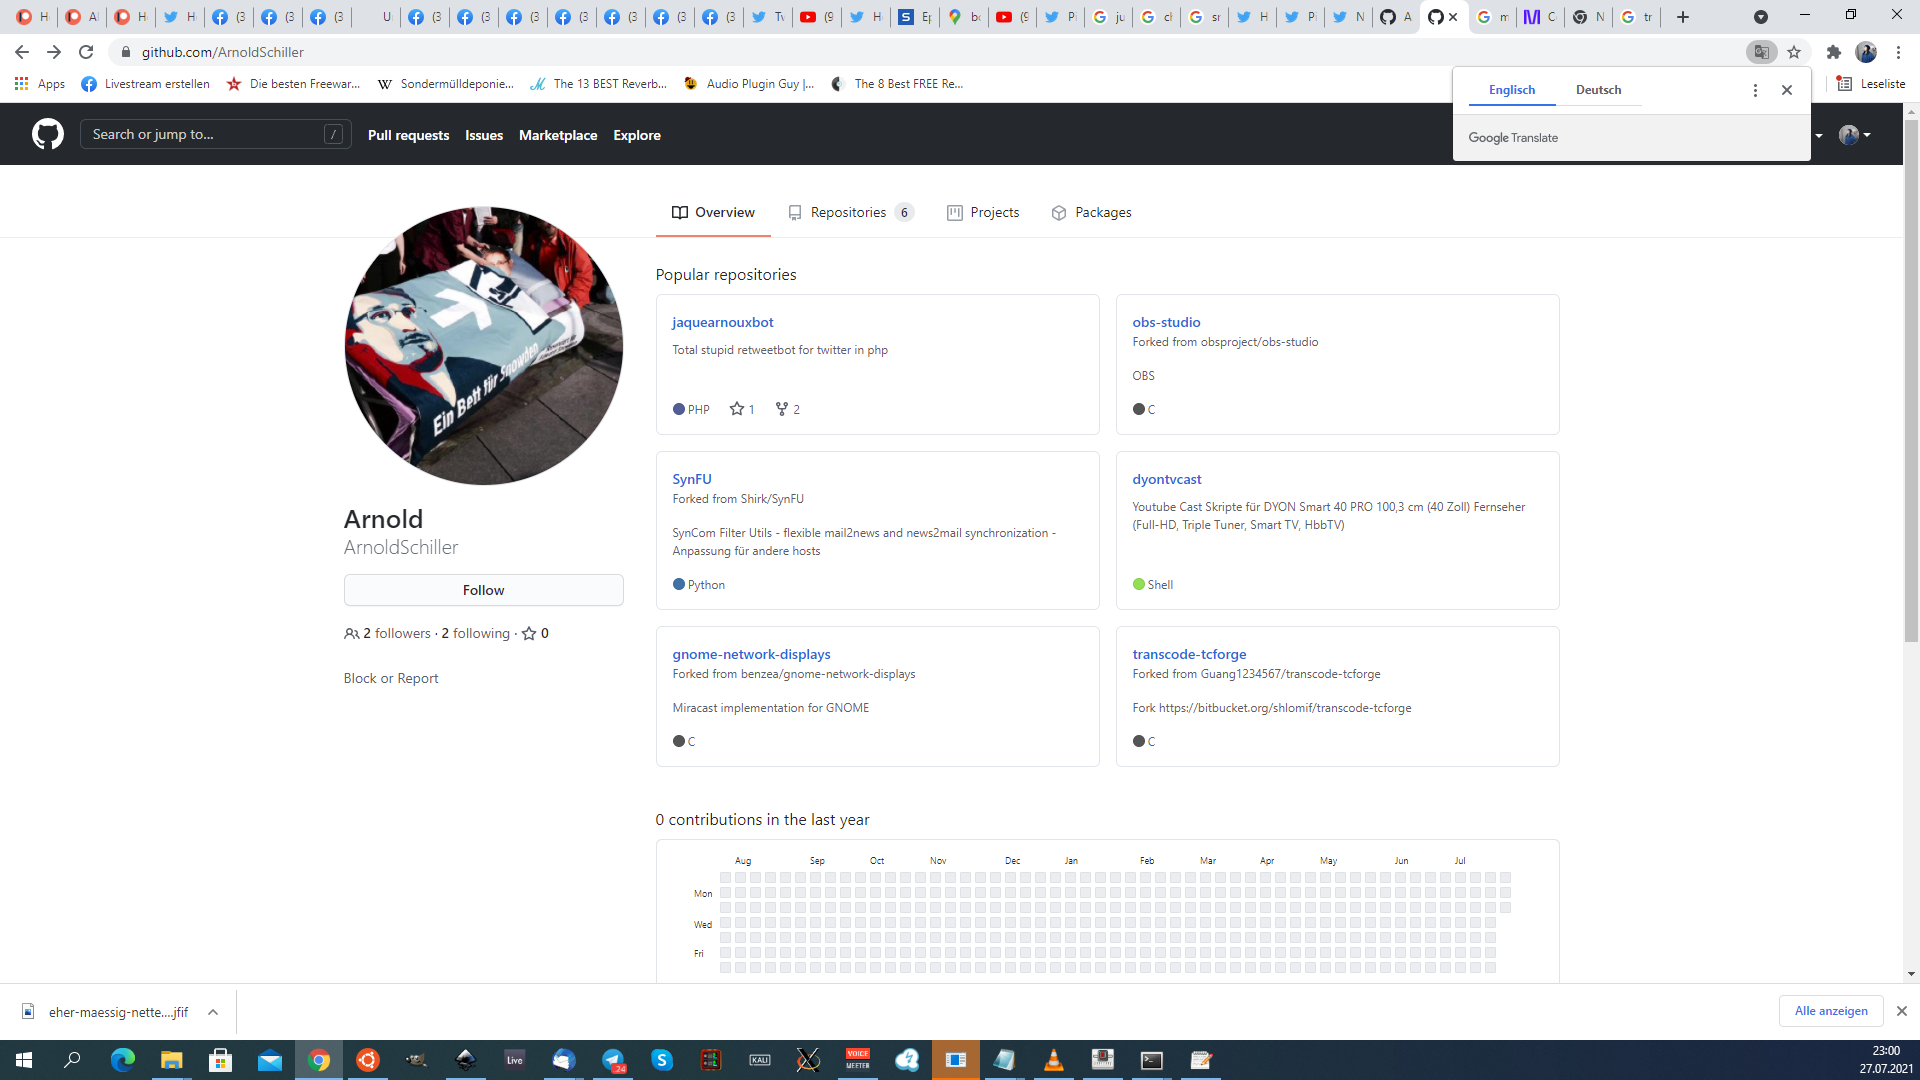 github.com/ArnoldSchiller
Apps
Livestream erstellen
Die besten Freewar...
Sondermülldeponie...
The 13 BEST Reverb...
Audio Plugin Guy |...
The 8 Best FREE Re...
Leseliste
Englisch
Deutsch
Google Translate
Search or jump to...
/
Pull requests
Issues
Marketplace
Explore
Overview
Repositories 6
Projects
Packages
Ein Bett für Snowden
Arnold
ArnoldSchiller
Follow
2 followers · 2 following · 0
Block or Report
Popular repositories
jaquearnouxbot
Total stupid retweetbot for twitter in php
PHP 1 2
obs-studio
Forked from obsproject/obs-studio
OBS
C
SynFU
Forked from Shirk/SynFU
SynCom Filter Utils - flexible mail2news and news2mail synchronization -
Anpassung für andere hosts
Python
dyontvcast
Youtube Cast Skripte für DYON Smart 40 PRO 100,3 cm (40 Zoll) Fernseher
(Full-HD, Triple Tuner, Smart TV, HbbTV)
Shell
gnome-network-displays
Forked from benzea/gnome-network-displays
Miracast implementation for GNOME
C
transcode-tcforge
Forked from Guang1234567/transcode-tcforge
Fork https://bitbucket.org/shlomif/transcode-tcforge
C
0 contributions in the last year
Aug Sep Oct Nov Dec Jan Feb Mar Apr May Jun Jul
Mon
Wed
Fri
eher-maessig-nette....jfif
Alle anzeigen
Live
24
KALI
VOICE
MEETER
23:00
27.07.2021